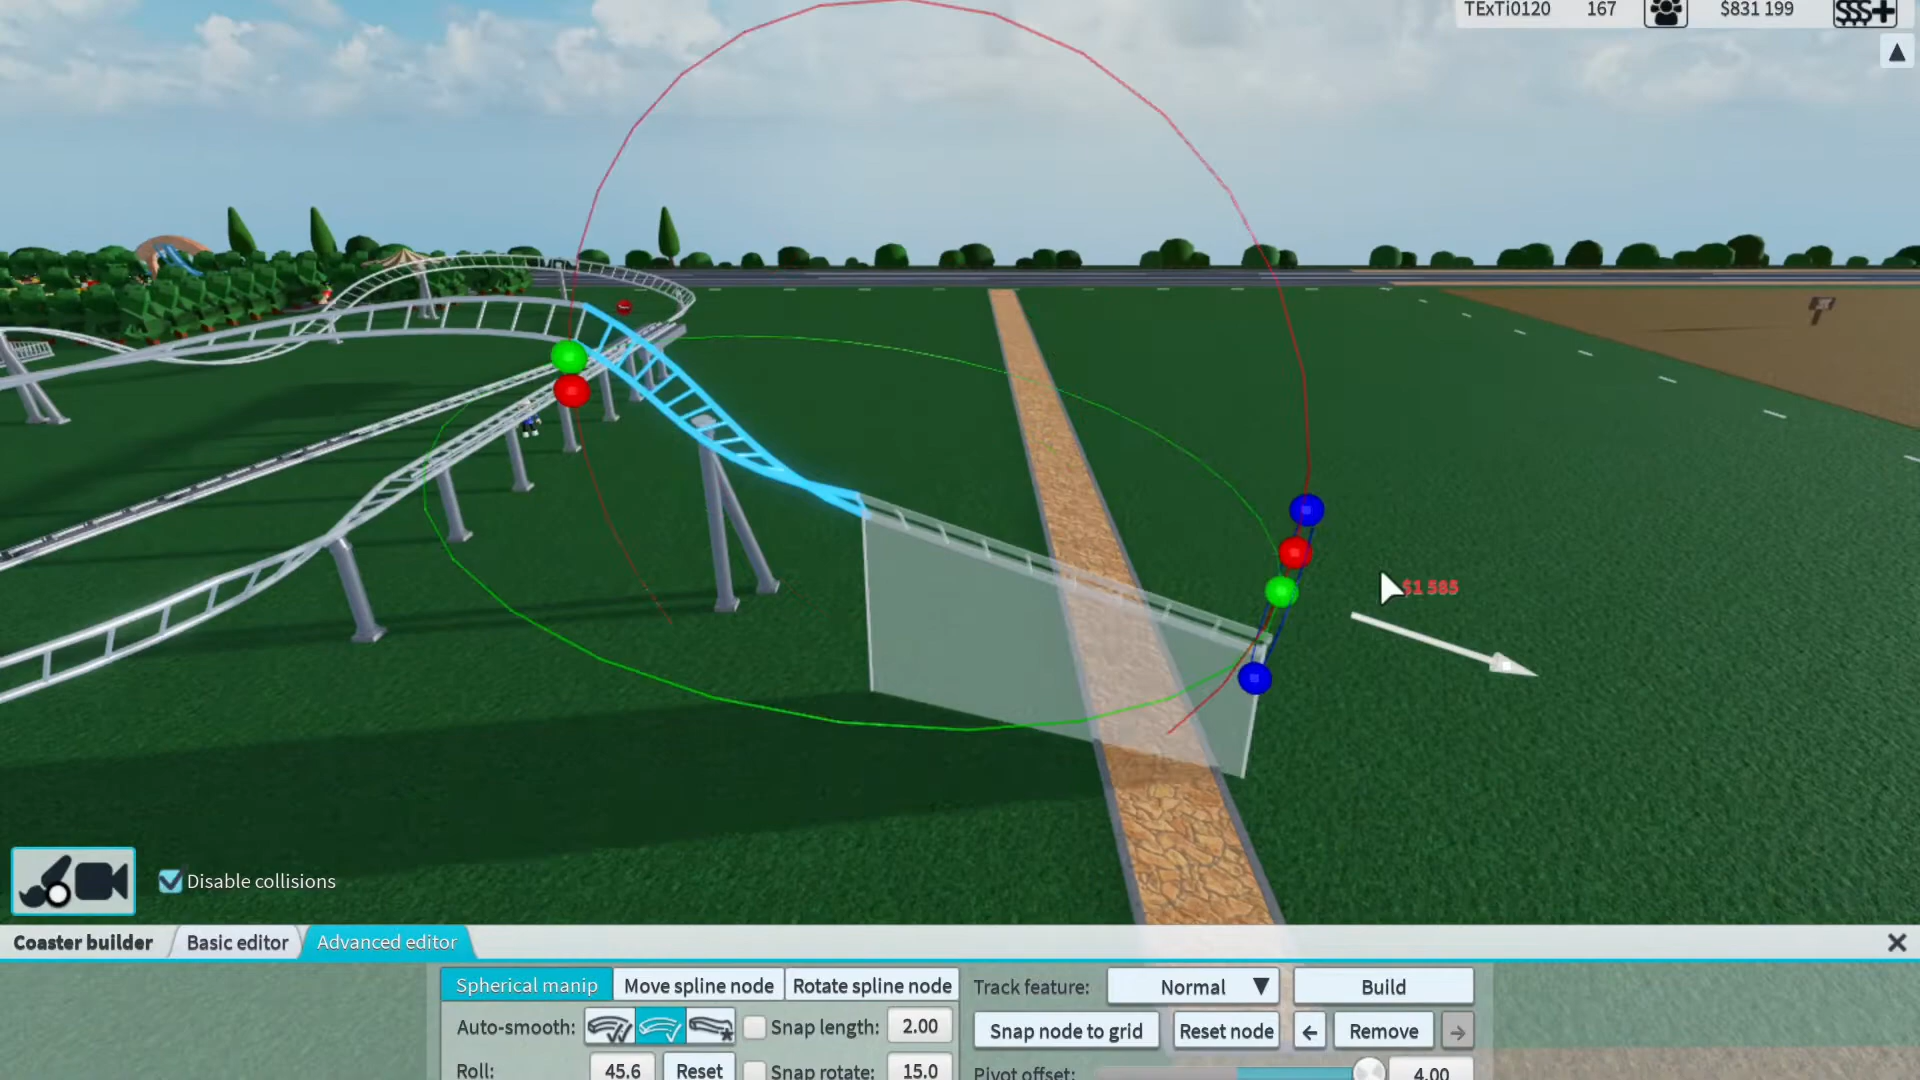 TExTi0120 167 $831 199 $$$+
$1 585
Disable collisions
Coaster builder Basic editor Advanced editor
Spherical manip Move spline node Rotate spline node Track feature: Normal Build
Auto-smooth: Snap length: 2.00 Snap node to grid Reset node Remove
Roll: 45.6 Reset Snap rotate: 15.0 Pivot offset: 4.00